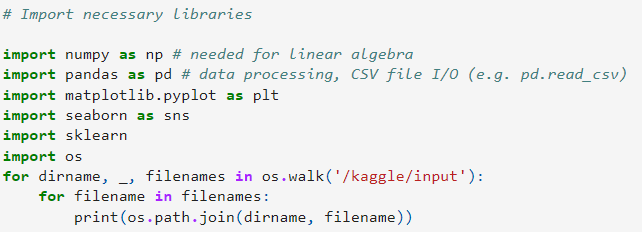 # Import necessary libraries
import numpy as np # needed for linear algebra
import pandas as pd # data processing, CSV file I/O (e.g. pd.read_csv)
import matplotlib.pyplot as plt
import seaborn as sns
import sklearn
import os
for dirname, _, filenames in os.walk('/kaggle/input'):
    for filename in filenames:
        print(os.path.join(dirname, filename))